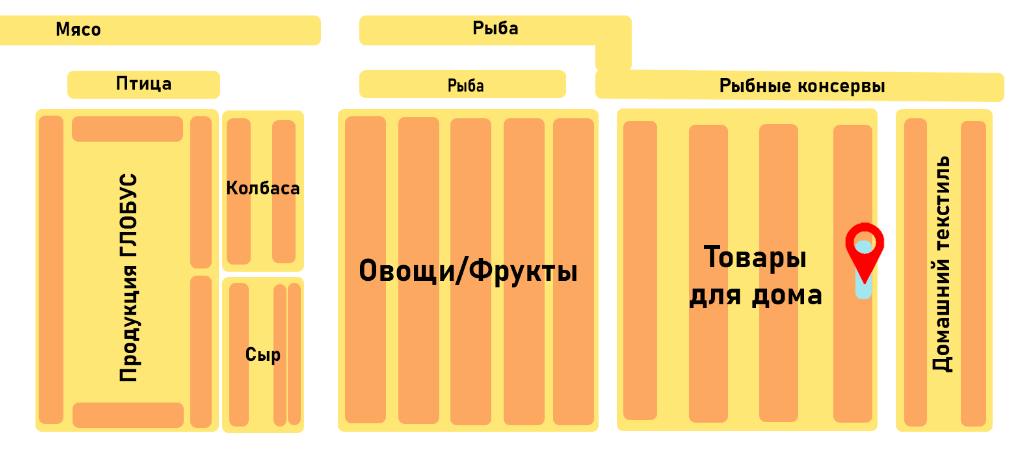 Мясо
Рыба
Птица
Рыба
Рыбные консервы
Продукция ГЛОБУС
Колбаса
Сыр
Овощи/Фрукты
Товары
для дома
Домашний текстиль